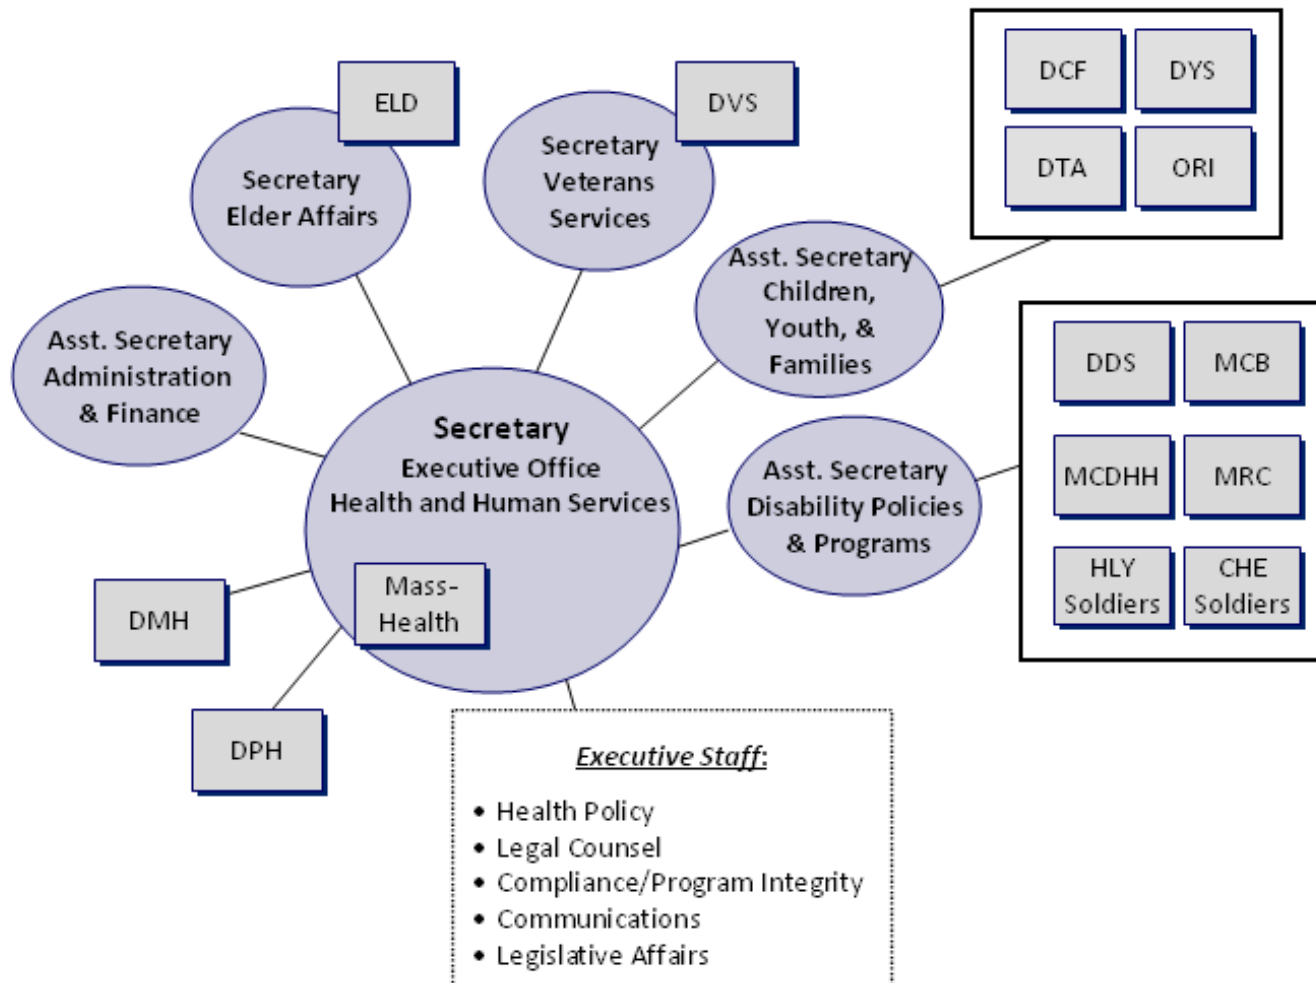 ELD
Secretary
Elder Affairs
DVS
Secretary
Veterans
Services
DCF
DYS
DTA
ORI
Asst. Secretary
Children,
Youth, &
Families
Asst. Secretary
Administration
& Finance
Secretary
Executive Office
Health and Human Services
Asst. Secretary
Disability Policies
& Programs
DDS
MCB
MCDHH
MRC
HLY
Soldiers
CHE
Soldiers
Mass-
Health
DMH
DPH
Executive Staff:
• Health Policy
• Legal Counsel
• Compliance/Program Integrity
• Communications
• Legislative Affairs